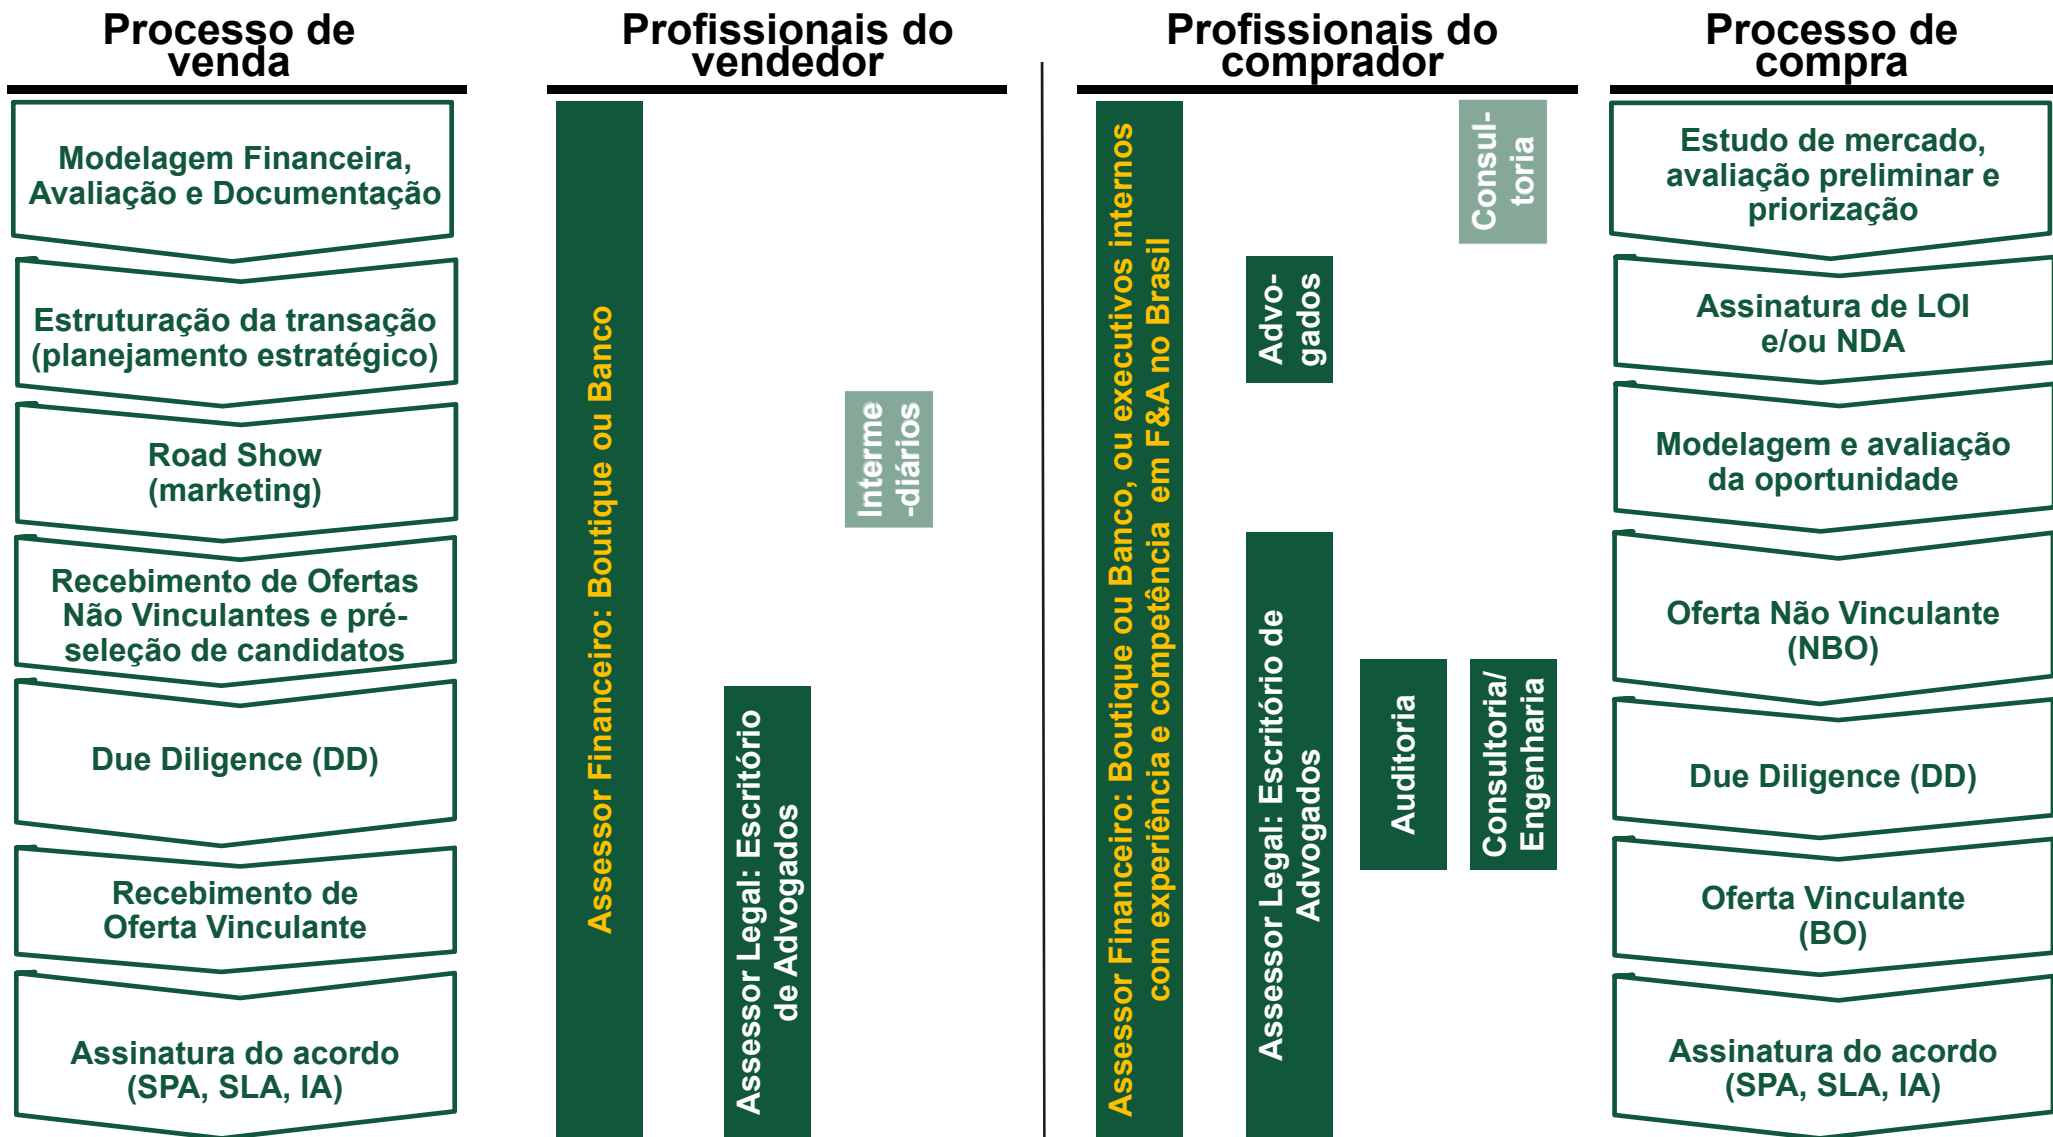 Processo de
venda
Modelagem Financeira,
Avaliação e Documentação
Estruturação da transação
(planejamento estratégico)
Road Show
(marketing)
Recebimento de Ofertas
Não Vinculantes e pré-
seleção de candidatos
Due Diligence (DD)
Recebimento de
Oferta Vinculante
Assinatura do acordo
(SPA, SLA, IA)
Profissionais do
vendedor
Assessor Financeiro: Boutique ou Banco
Assessor Legal: Escritório
de Advogados
Interme
-diários
Profissionais do
comprador
Assessor Financeiro: Boutique ou Banco, ou executivos internos
com experiência e competência em F&A no Brasil
Advo-
gados
Assessor Legal: Escritório de
Advogados
Auditoria
Consul-
toria
Consultoria/
Engenharia
Processo de
compra
Estudo de mercado,
avaliação preliminar e
priorização
Assinatura de LOI
e/ou NDA
Modelagem e avaliação
da oportunidade
Oferta Não Vinculante
(NBO)
Due Diligence (DD)
Oferta Vinculante
(BO)
Assinatura do acordo
(SPA, SLA, IA)